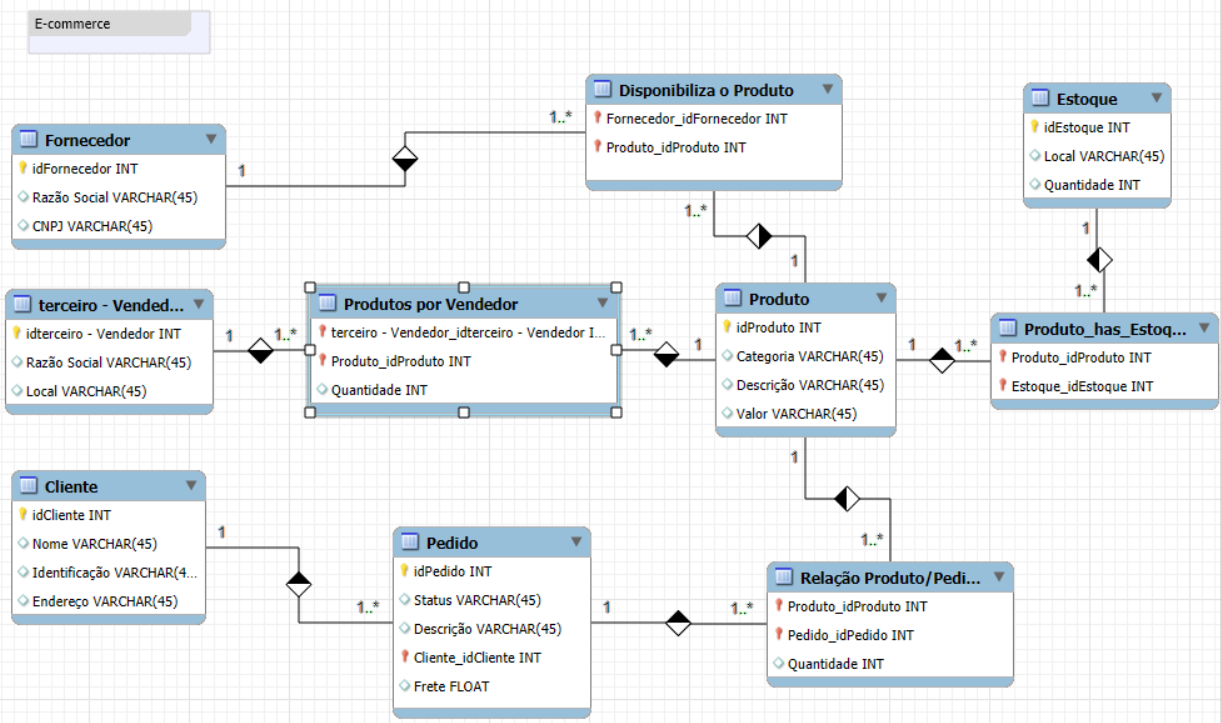 E-commerce
Disponibiliza o Produto
Fornecedor_idFornecedor INT
Produto_idProduto INT
Estoque
idEstoque INT
Local VARCHAR(45)
Quantidade INT
Fornecedor
idFornecedor INT
Razão Social VARCHAR(45)
CNPJ VARCHAR(45)
1
1..*
1..*
1
1
1..*
terceiro - Vended...
idterceiro - Vendedor INT
Razão Social VARCHAR(45)
Local VARCHAR(45)
1
1..*
Produtos por Vendedor
terceiro - Vendedor_idterceiro - Vendedor I...
Produto_idProduto INT
Quantidade INT
1..*
1
Produto
idProduto INT
Categoria VARCHAR(45)
Descrição VARCHAR(45)
Valor VARCHAR(45)
1
1..*
Produto_has_Estoq...
Produto_idProduto INT
Estoque_idEstoque INT
1
1..*
Cliente
idCliente INT
Nome VARCHAR(45)
Identificação VARCHAR(4...
Endereço VARCHAR(45)
1
1..*
Pedido
idPedido INT
Status VARCHAR(45)
Descrição VARCHAR(45)
Cliente_idCliente INT
Frete FLOAT
1
1..*
Relação Produto/Pedi...
Produto_idProduto INT
Pedido_idPedido INT
Quantidade INT